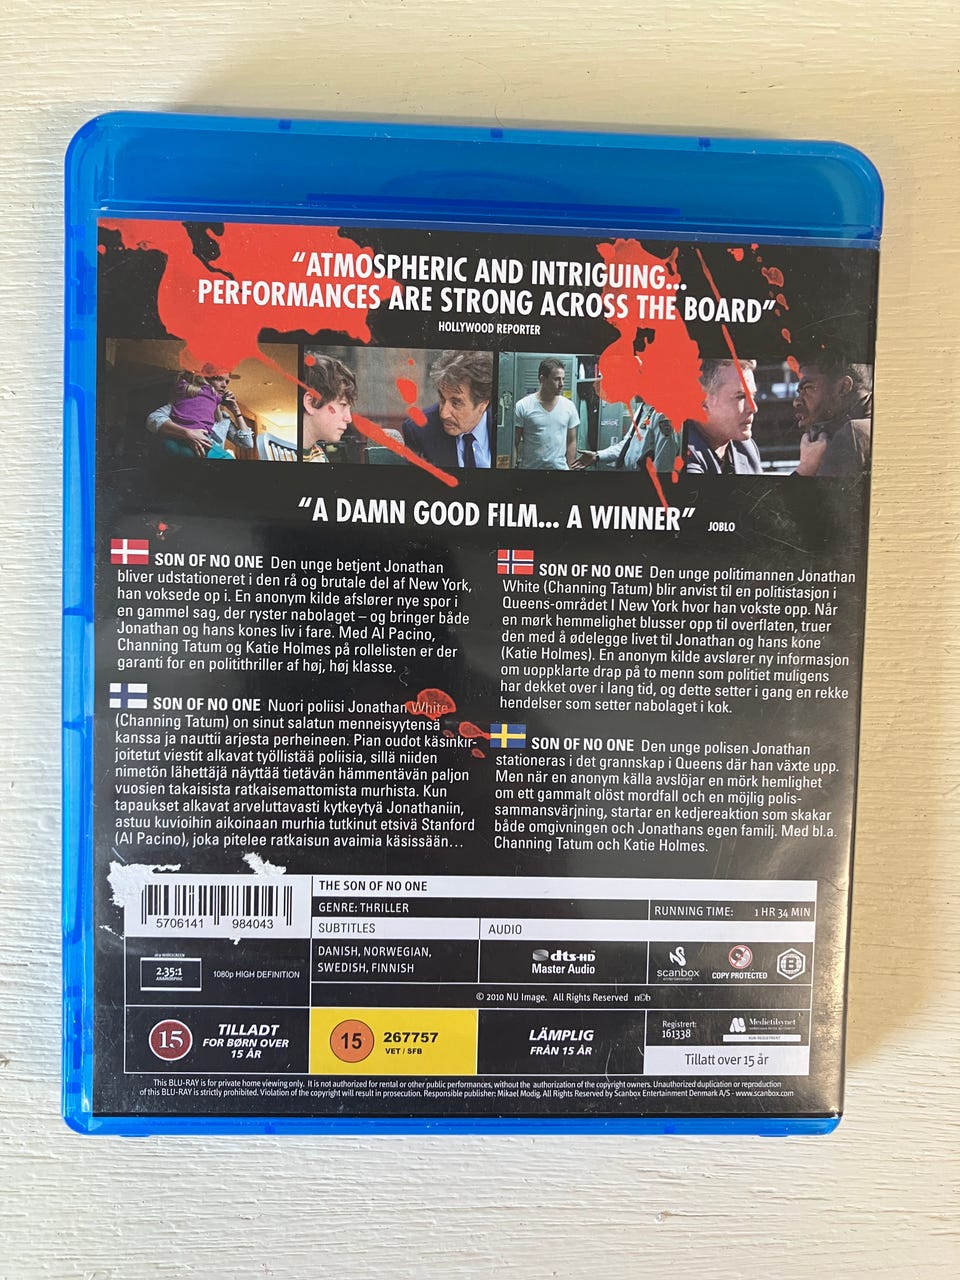 “ATMOSPHERIC AND INTRIGUING...
PERFORMANCES ARE STRONG ACROSS THE BOARD”
HOLLYWOOD REPORTER
“A DAMN GOOD FILM... A WINNER” JOBLO
SON OF NO ONE Den unge betjent Jonathan
bliver udstationeret i den rå og brutale del af New York,
han voksede op i. En anonym kilde afslører nye spor i
en gammel sag, der ryster nabolaget – og bringer både
Jonathan og hans kones liv i fare. Med Al Pacino,
Channing Tatum og Katie Holmes på rollelisten er der
garanti for en politithriller af høj, høj klasse.
SON OF NO ONE Den unge politimannen Jonathan
White (Channing Tatum) blir anvist til en politistasjon i
Queens-området I New York hvor han vokste opp. Når
en mørk hemmelighet blusser opp til overflaten, truer
den med å ødelegge livet til Jonathan og hans kone
(Katie Holmes). En anonym kilde avslører ny informasjon
om uoppklarte drap på to menn som politiet muligens
har dekket over i lang tid, og dette setter i gang en rekke
hendelser som setter nabolaget i kok.
SON OF NO ONE Nuori poliisi Jonathan White
(Channing Tatum) on sinut salatun menneisyytensä
kanssa ja nauttii arjesta perheineen. Pian oudot käsinkir-
joitetut viestit alkavat työllistää poliisia, sillä niiden
nimetön lähettäjä näyttää tietävän hämmentävän paljon
vuosien takaisista ratkaisemattomista murhista. Kun
tapaukset alkavat arveluttavasti kytkeytyä Jonathaniin,
astuu kuvioihin aikoinaan murhia tutkinut etsivä Stanford
(Al Pacino), joka pitelee ratkaisun avaimia käsissään…
SON OF NO ONE Den unge polisen Jonathan
stationeras i det grannskap i Queens där han växte upp.
Men när en anonym källa avslöjar en mörk hemlighet
om ett gammalt olöst mordfall och en möjlig polis-
sammansvärjning, startar en kedjereaktion som skakar
både omgivningen och Jonathans egen familj. Med bl.a.
Channing Tatum och Katie Holmes.
5706141 984043
THE SON OF NO ONE
GENRE: THRILLER
RUNNING TIME: 1 HR 34 MIN
SUBTITLES
AUDIO
DANISH, NORWEGIAN,
SWEDISH, FINNISH
dts-HD
Master Audio
scanbox
entertainment
COPY PROTECTED
B
16:9 WIDESCREEN
2.35:1
ANAMORPHIC
1080p HIGH DEFINITION
© 2010 NU Image. All Rights Reserved n©b
15
TILLADT
FOR BØRN OVER
15 ÅR
15
267757
VET / SFB
LÄMPLIG
FRÅN 15 ÅR
Registrert:
161338
Medietilsynet
KUN REGISTRERT
Tillatt over 15 år
This BLU-RAY is for private home viewing only. It is not authorized for rental or other public performances, without the authorization of the copyright owners. Unauthorized duplication or reproduction
of this BLU-RAY is strictly prohibited. Violation of the copyright will result in prosecution. Responsible publisher: Mikael Modig. All Rights Reserved by Scanbox Entertainment Denmark A/S - www.scanbox.com